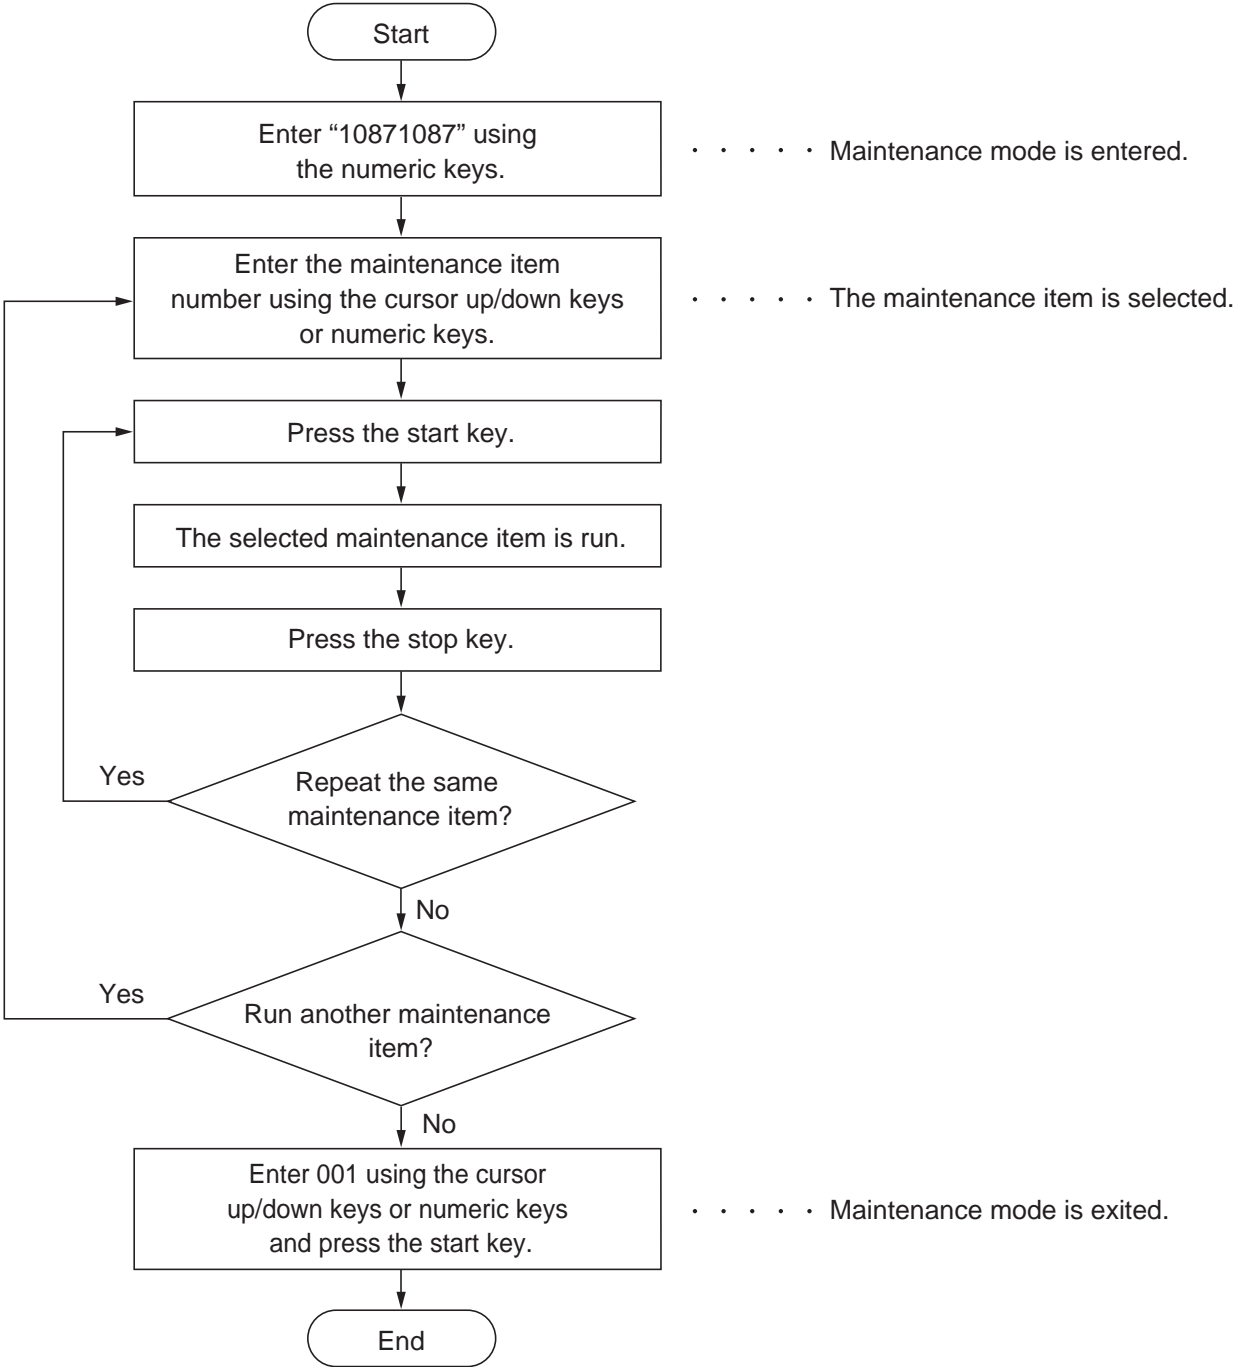 Start
Enter “10871087” using
the numeric keys.
· · · · · Maintenance mode is entered.
Enter the maintenance item
number using the cursor up/down keys
or numeric keys.
· · · · · The maintenance item is selected.
Press the start key.
The selected maintenance item is run.
Press the stop key.
Yes
Repeat the same
maintenance item?
No
Yes
Run another maintenance
item?
No
Enter 001 using the cursor
up/down keys or numeric keys
and press the start key.
· · · · · Maintenance mode is exited.
End